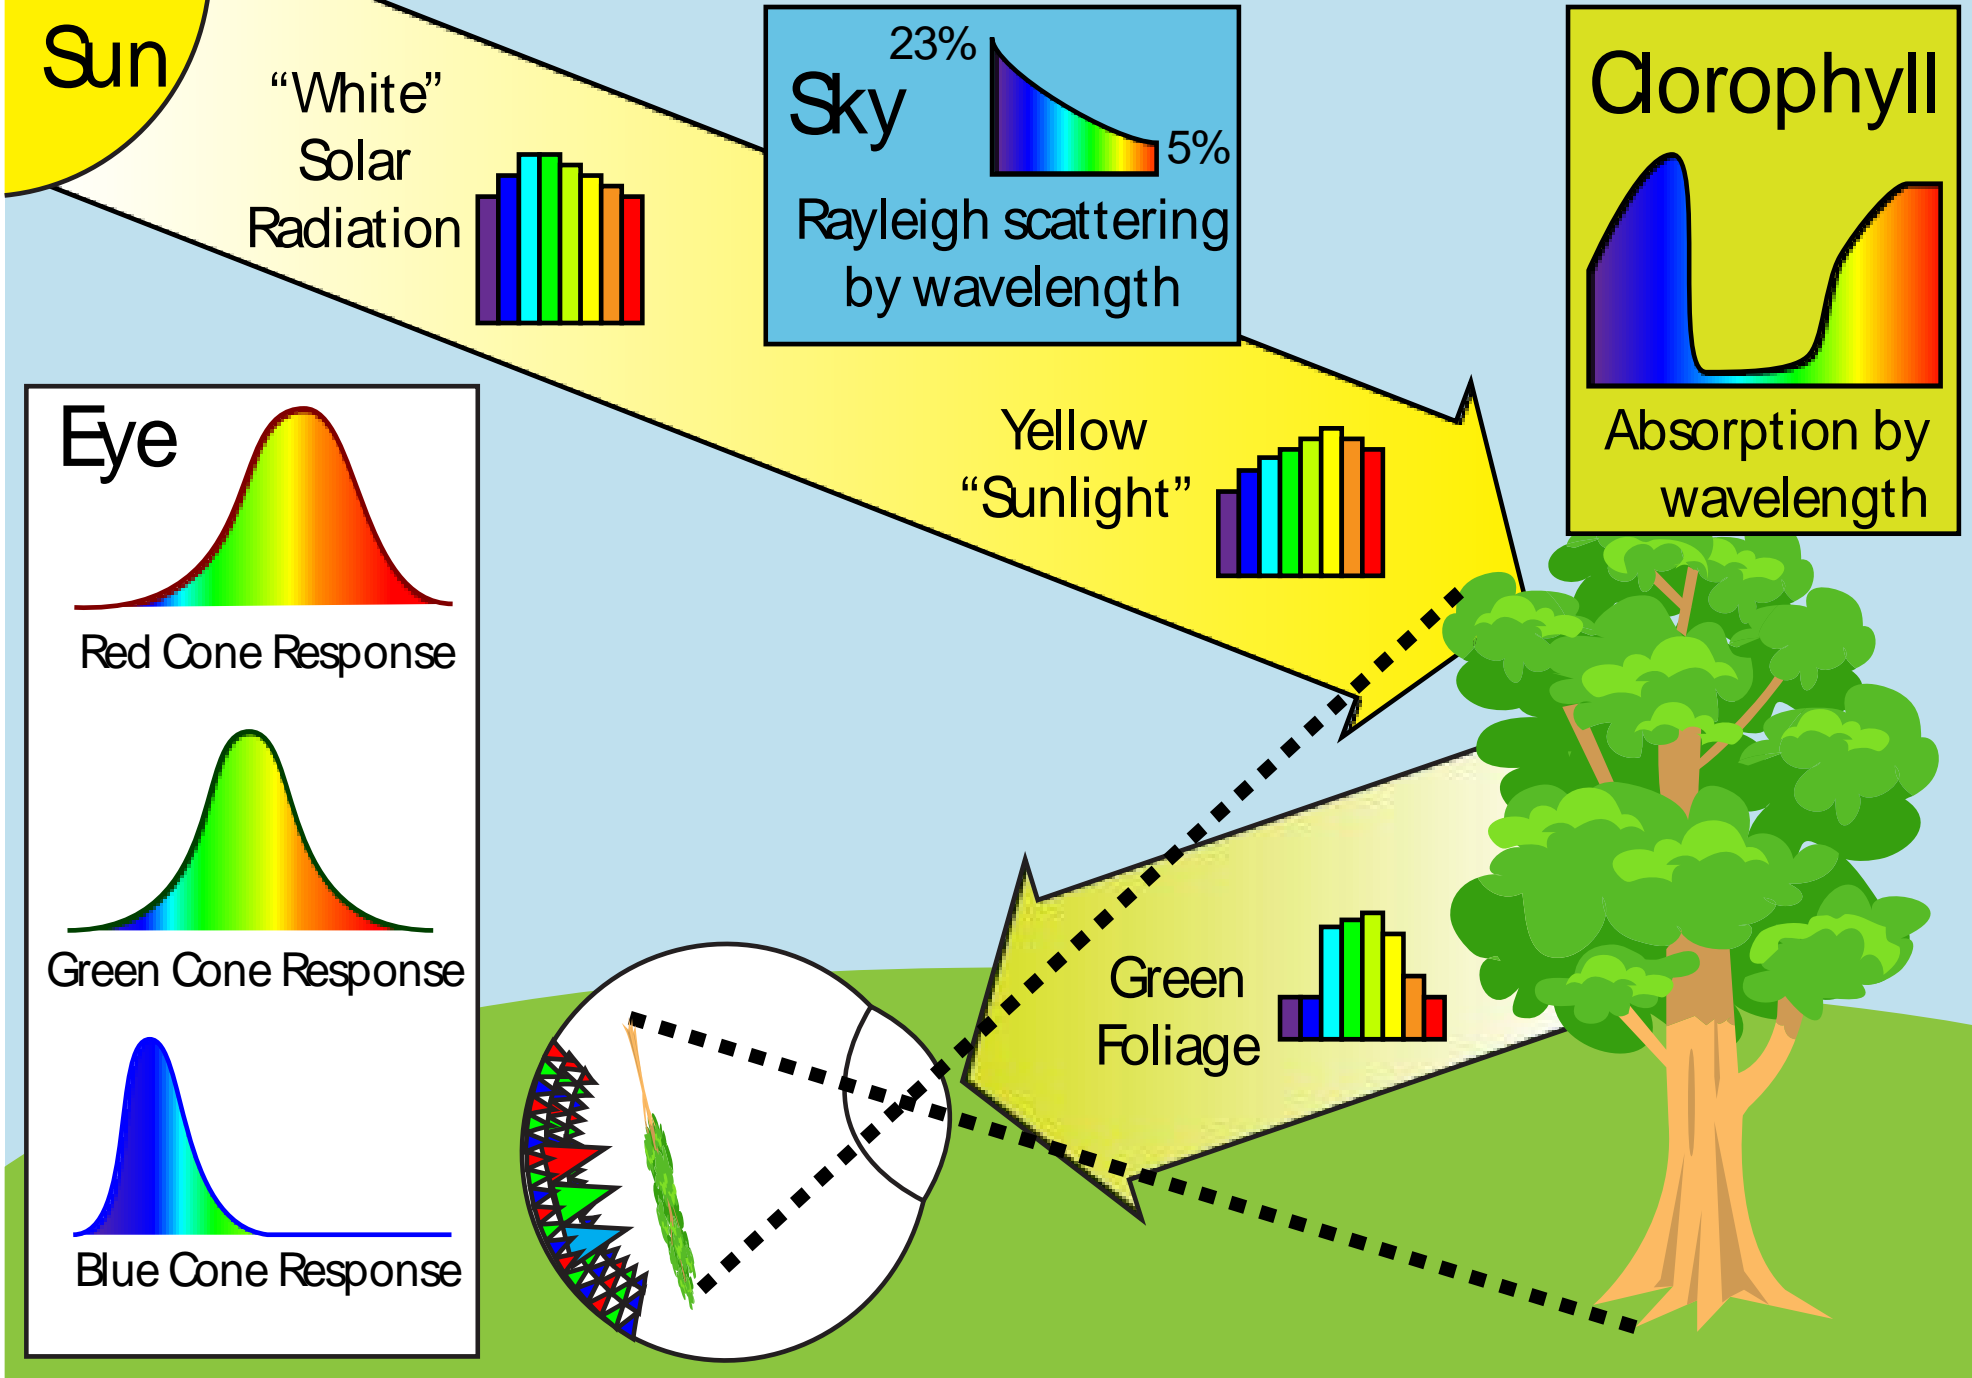 Sun
“White”
Solar
Radiation
Sky
23%
5%
Rayleigh scattering
by wavelength
Clorophyll
Absorption by
wavelength
Yellow
“Sunlight”
Eye
Red Cone Response
Green Cone Response
Blue Cone Response
Green
Foliage